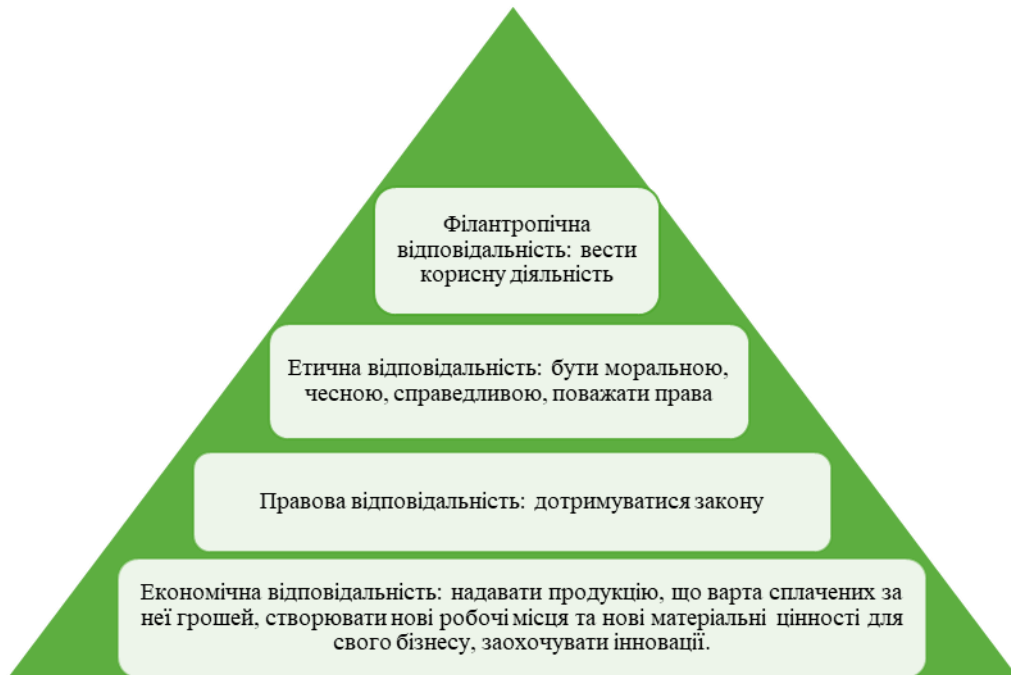 Філантропічна
відповідальність: вести
корисну діяльність
Етична відповідальність: бути моральною,
чесною, справедливою, поважати права
Правова відповідальність: дотримуватися закону
Економічна відповідальність: надавати продукцію, що варта сплачених за
неї грошей, створювати нові робочі місця та нові матеріальні цінності для
свого бізнесу, заохочувати інновації.